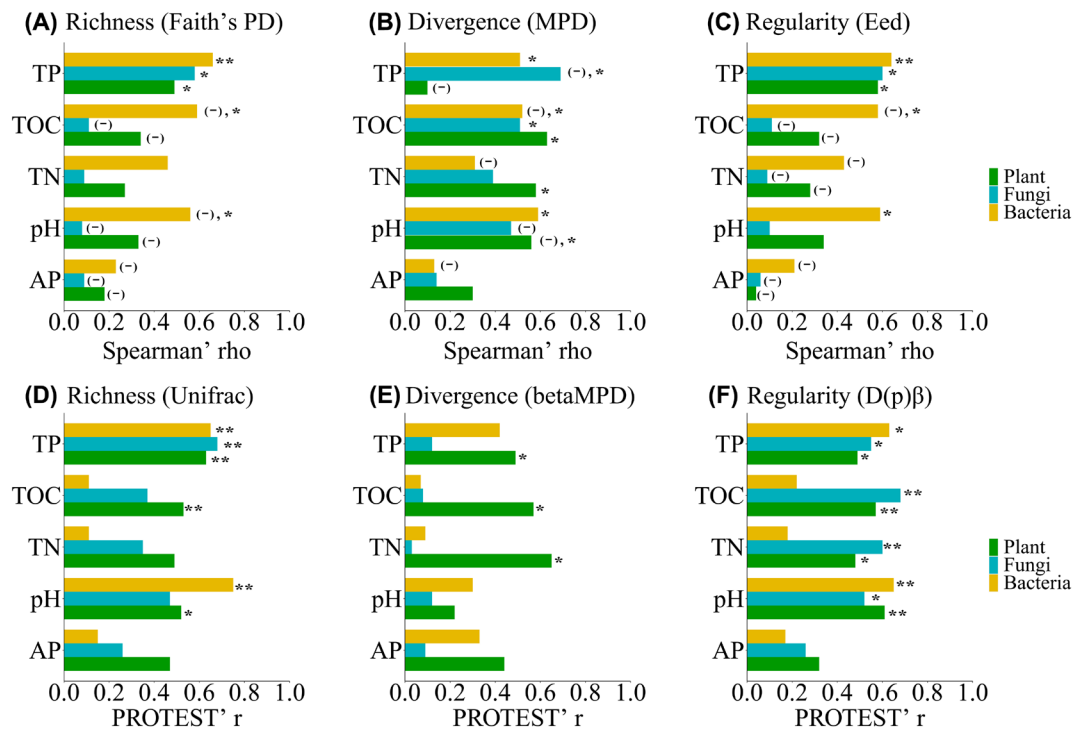 (A) Richness (Faith's PD)
TP
**
*
*
TOC
(-), *
(-)
(-)
TN
pH
(-), *
(-)
(-)
AP
(-)
(-)
(-)
0.0 0.2 0.4 0.6 0.8 1.0
Spearman' rho
(B) Divergence (MPD)
TP
*
(-), *
(-)
TOC
(-), *
*
*
TN
(-)
*
pH
*
(-)
(-), *
AP
(-)
0.0 0.2 0.4 0.6 0.8 1.0
Spearman' rho
(C) Regularity (Eed)
TP
**
*
*
TOC
(-), *
(-)
(-)
TN
(-)
(-)
(-)
pH
*
AP
(-)
(-)
(-)
0.0 0.2 0.4 0.6 0.8 1.0
Spearman' rho
Plant
Fungi
Bacteria
(D) Richness (Unifrac)
TP
**
**
**
TOC
**
TN
pH
**
*
AP
0.0 0.2 0.4 0.6 0.8 1.0
PROTEST' r
(E) Divergence (betaMPD)
TP
*
TOC
*
TN
*
pH
AP
0.0 0.2 0.4 0.6 0.8 1.0
PROTEST' r
(F) Regularity (D(p)β)
TP
*
*
*
TOC
**
**
TN
**
*
pH
**
*
**
AP
0.0 0.2 0.4 0.6 0.8 1.0
PROTEST' r
Plant
Fungi
Bacteria